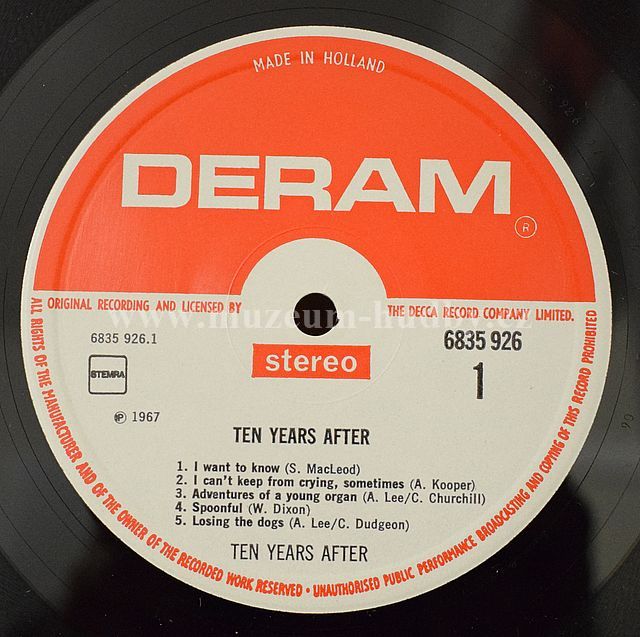 MADE IN HOLLAND
DERAM
R
ORIGINAL RECORDING AND LICENSED BY THE DECCA RECORD COMPANY LIMITED.
www.muzeum-hudby.cz
6835 926.1
6835 926
STEMRA
stereo
1
℗ 1967
TEN YEARS AFTER
1. I want to know (S. MacLeod)
2. I can't keep from crying, sometimes (A. Kooper)
3. Adventures of a young organ (A. Lee/C. Churchill)
4. Spoonful (W. Dixon)
5. Losing the dogs (A. Lee/C. Dudgeon)
TEN YEARS AFTER
ALL RIGHTS OF THE MANUFACTURER AND OF THE OWNER OF THE RECORDED WORK RESERVED • UNAUTHORISED PUBLIC PERFORMANCE BROADCASTING AND COPYING OF THIS RECORD PROHIBITED